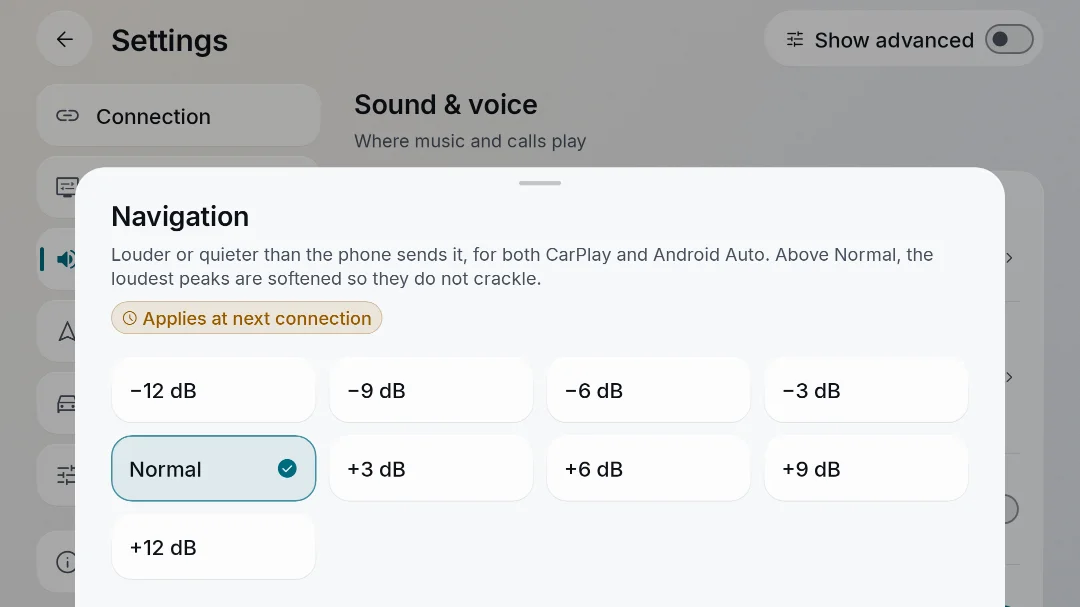 Settings
Show advanced
Connection
Sound & voice
Where music and calls play
Navigation
Louder or quieter than the phone sends it, for both CarPlay and Android Auto. Above Normal, the
loudest peaks are softened so they do not crackle.
Applies at next connection
−12 dB
−9 dB
−6 dB
−3 dB
Normal
+3 dB
+6 dB
+9 dB
+12 dB